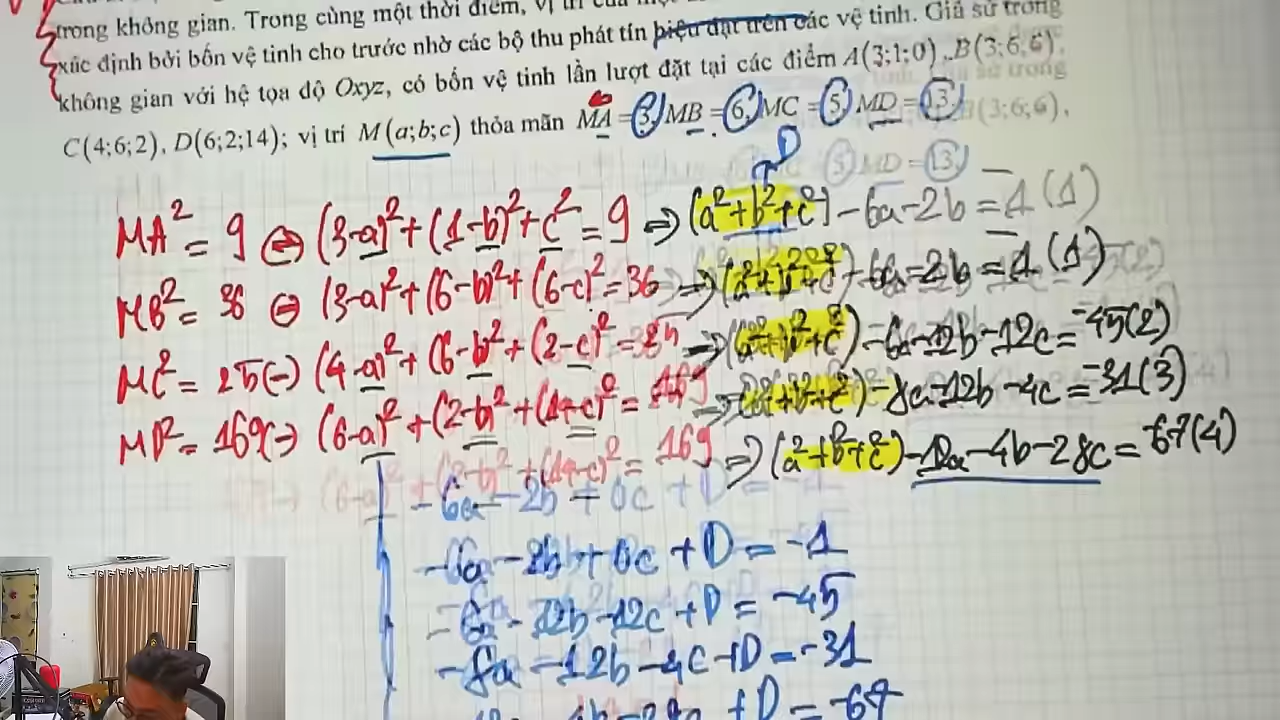 trong không gian. Trong cùng một thời điểm, vị trí của một
xác định bởi bốn vệ tinh cho trước nhờ các bộ thu phát tín hiệu đặt trên các vệ tinh. Giả sử trong
không gian với hệ tọa độ Oxyz, có bốn vệ tinh lần lượt đặt tại các điểm A(3;1;0), B(3;6;6),
C(4;6;2), D(6;2;14); vị trí M(a;b;c) thỏa mãn MA = 3, MB = 6, MC = 5, MD = 13
D
MA² = 9 ⇔ (3-a)² + (1-b)² + c² = 9 ⇒ (a²+b²+c²) - 6a - 2b = -1 (1)
MB² = 36 ⇔ (3-a)² + (6-b)² + (6-c)² = 36 ⇒ (a²+b²+c²) - 6a - 12b - 12c = -45 (2)
MC² = 25 ⇔ (4-a)² + (6-b)² + (2-c)² = 25 ⇒ (a²+b²+c²) - 8a - 12b - 4c = -31 (3)
MD² = 169 ⇔ (6-a)² + (2-b)² + (14-c)² = 169 ⇒ (a²+b²+c²) - 12a - 4b - 28c = -67 (4)
-6a - 2b + 0c + D = -1
-6a - 12b - 12c + D = -45
-8a - 12b - 4c + D = -31
+ D = -67